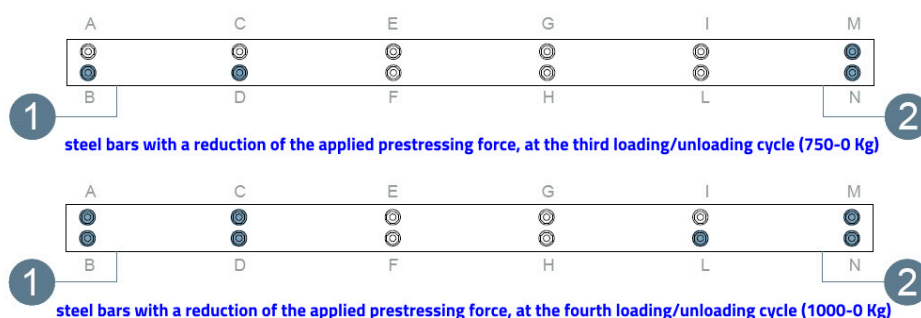 A C E G I M
B D F H L N
1 2
steel bars with a reduction of the applied prestressing force, at the third loading/unloading cycle (750-0 Kg)
A C E G I M
B D F H L N
1 2
steel bars with a reduction of the applied prestressing force, at the fourth loading/unloading cycle (1000-0 Kg)